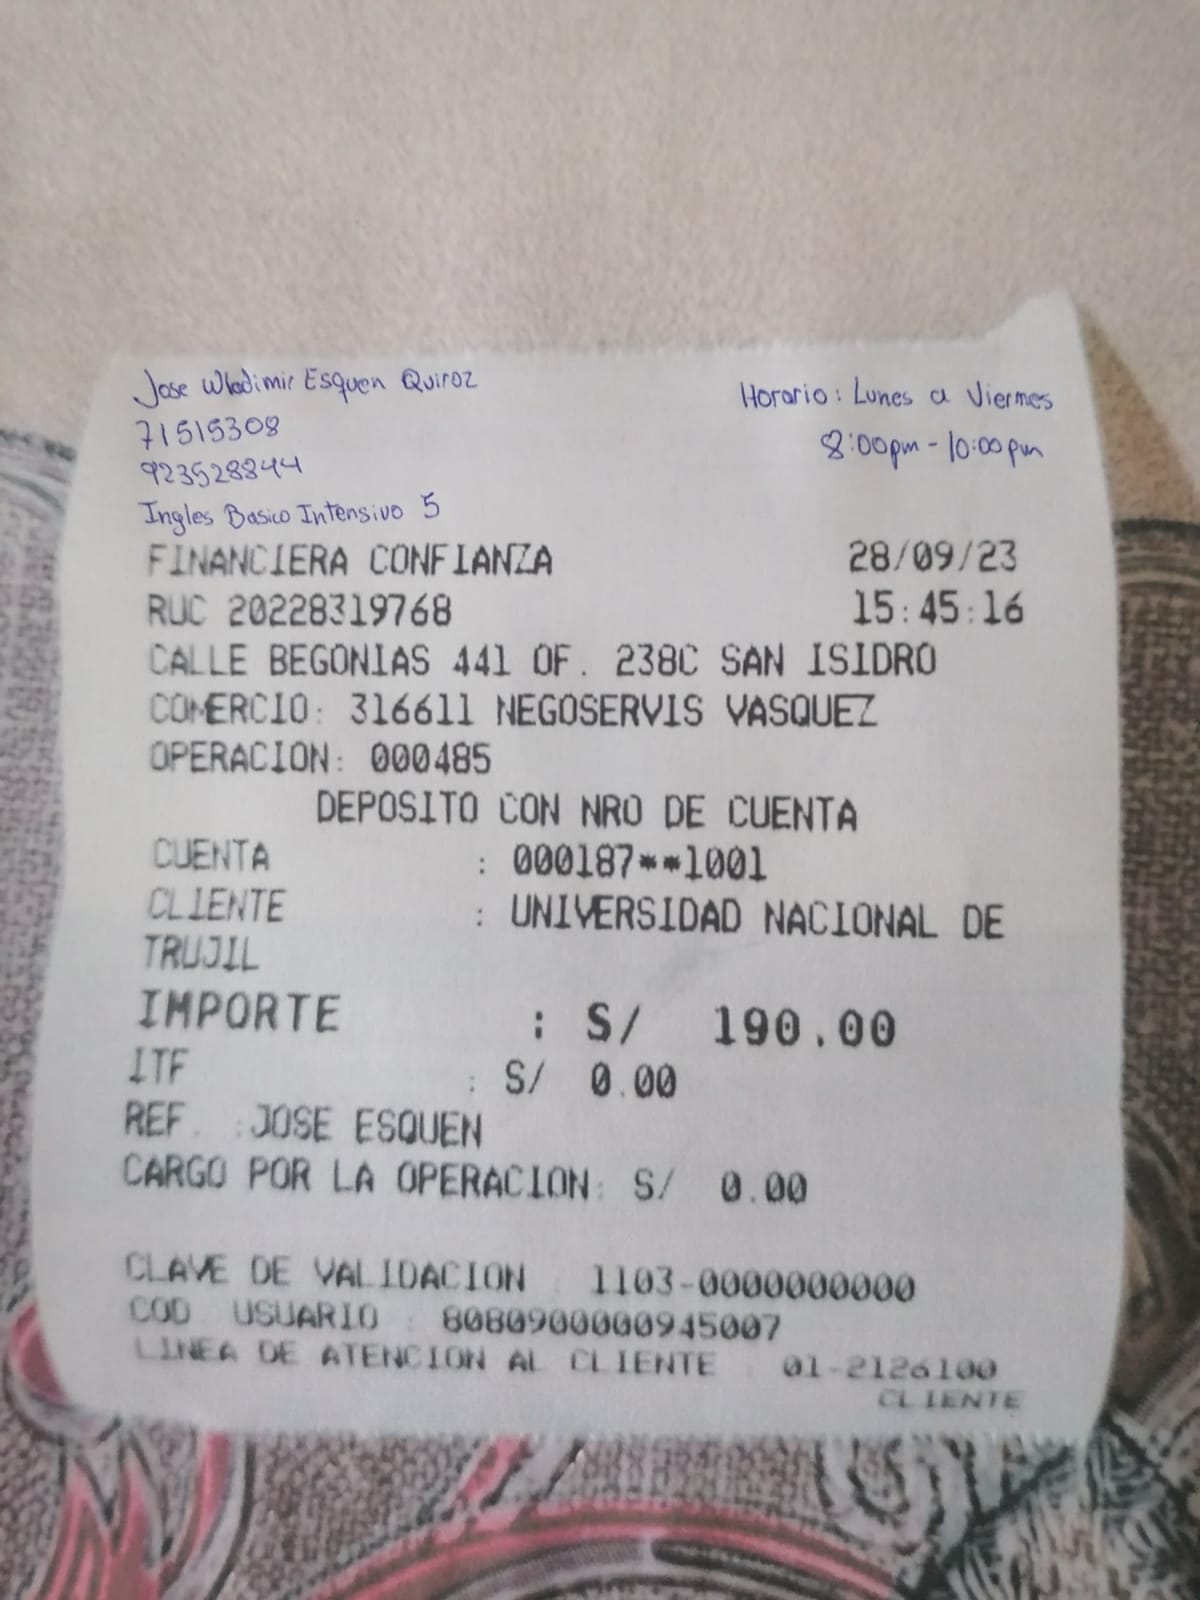 Jose Wladimir Esquen Quiroz
Horario: Lunes a Viernes
71515308
8:00pm - 10:00pm
923528844
Ingles Basico Intensivo 5
FINANCIERA CONFIANZA 28/09/23
RUC 20228319768 15:45:16
CALLE BEGONIAS 441 OF. 238C SAN ISIDRO
COMERCIO: 316611 NEGOSERVIS VASQUEZ
OPERACION: 000485
DEPOSITO CON NRO DE CUENTA
CUENTA : 000187**1001
CLIENTE : UNIVERSIDAD NACIONAL DE
TRUJIL
IMPORTE : S/ 190.00
ITF : S/ 0.00
REF. :JOSE ESQUEN
CARGO POR LA OPERACION: S/ 0.00
CLAVE DE VALIDACION : 1103-0000000000
COD. USUARIO : 8080900000945007
LINEA DE ATENCION AL CLIENTE : 01-2126100
CLIENTE